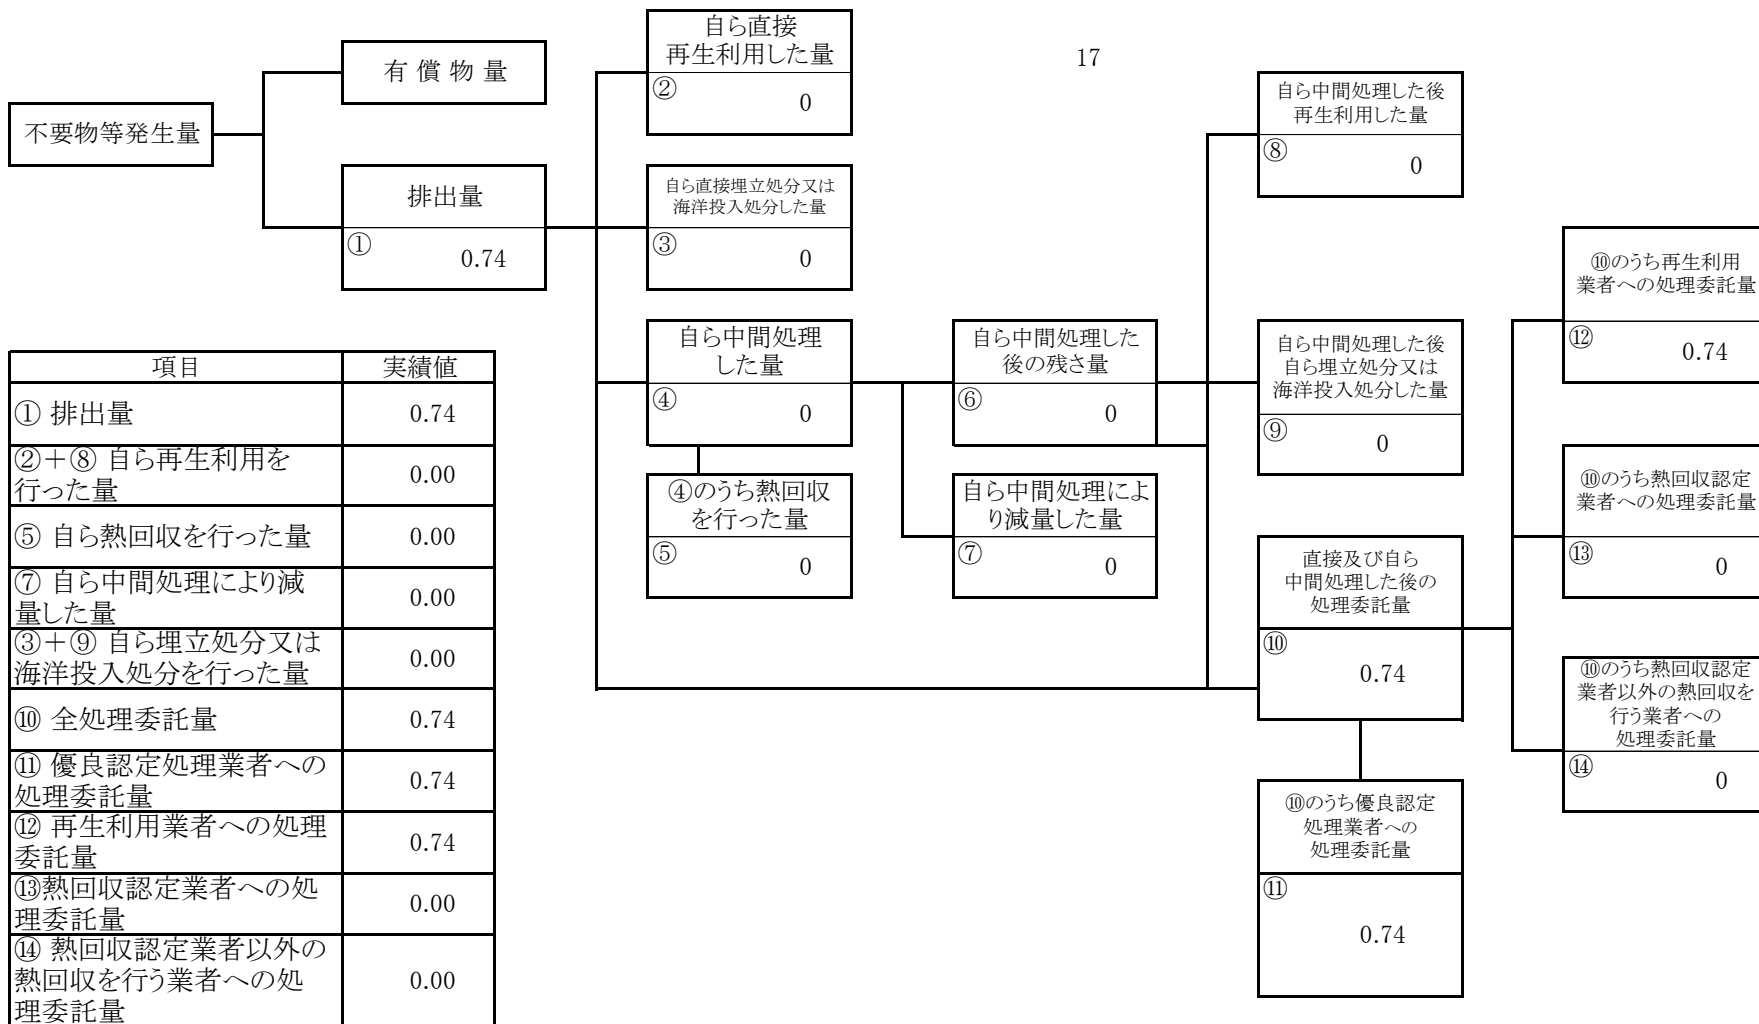 自ら直接
再生利用した量
②
0
17
有 償 物 量
不要物等発生量
自ら中間処理した後
再生利用した量
⑧
0
排出量
①
0.74
自ら直接埋立処分又は
海洋投入処分した量
③
0
⑩のうち再生利用
業者への処理委託量
⑫
0.74
自ら中間処理
した量
④
0
自ら中間処理した
後の残さ量
⑥
0
自ら中間処理した後
自ら埋立処分又は
海洋投入処分した量
⑨
0
④のうち熱回収
を行った量
⑤
0
自ら中間処理によ
り減量した量
⑦
0
⑩のうち熱回収認定
業者への処理委託量
⑬
0
直接及び自ら
中間処理した後の
処理委託量
⑩
0.74
⑩のうち熱回収認定
業者以外の熱回収を
行う業者への
処理委託量
⑭
0
⑩のうち優良認定
処理業者への
処理委託量
⑪
0.74
項目 実績値
① 排出量 0.74
②＋⑧ 自ら再生利用を
行った量 0.00
⑤ 自ら熱回収を行った量 0.00
⑦ 自ら中間処理により減
量した量 0.00
③＋⑨ 自ら埋立処分又は
海洋投入処分を行った量 0.00
⑩ 全処理委託量 0.74
⑪ 優良認定処理業者への
処理委託量 0.74
⑫ 再生利用業者への処理
委託量 0.74
⑬熱回収認定業者への処
理委託量 0.00
⑭ 熱回収認定業者以外の
熱回収を行う業者への処 0.00
理委託量